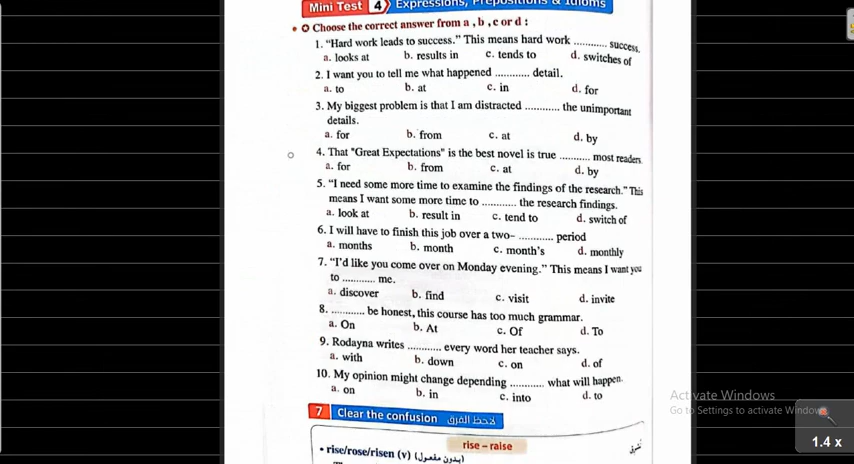 Mini Test 4 Expressions, Prepositions & Idioms
Choose the correct answer from a , b , c or d :
1. "Hard work leads to success." This means hard work ............ success.
a. looks at b. results in c. tends to d. switches of
2. I want you to tell me what happened ............ detail.
a. to b. at c. in d. for
3. My biggest problem is that I am distracted ............ the unimportant
details.
a. for b. from c. at d. by
4. That "Great Expectations" is the best novel is true ........... most readers
a. for b. from c. at d. by
5. "I need some more time to examine the findings of the research." This
means I want some more time to ............ the research findings.
a. look at b. result in c. tend to d. switch of
6. I will have to finish this job over a two- ............ period
a. months b. month c. month's d. monthly
7. "I'd like you come over on Monday evening." This means I want you
to ............ me.
a. discover b. find c. visit d. invite
8. ............ be honest, this course has too much grammar.
a. On b. At c. Of d. To
9. Rodayna writes ............ every word her teacher says.
a. with b. down c. on d. of
10. My opinion might change depending ............ what will happen.
a. on b. in c. into d. to
7 Clear the confusion لاحظ الفرق
rise – raise
• rise/rose/risen (v) (بدون مفعول)
يشرق
Activate Windows
Go to Settings to activate Windows.
1.4 x